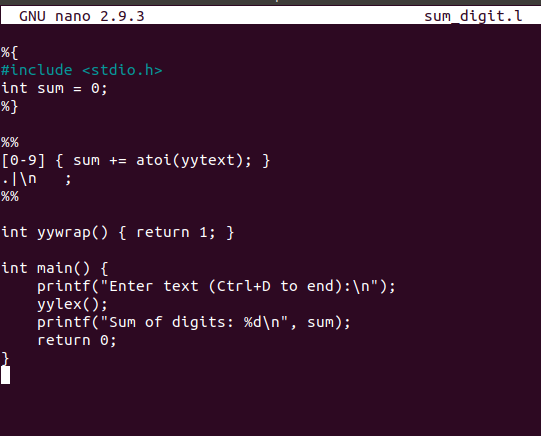 GNU nano 2.9.3 sum_digit.l
%{
#include <stdio.h>
int sum = 0;
%}
%%
[0-9] { sum += atoi(yytext); }
.|\n   ;
%%
int yywrap() { return 1; }
int main() {
    printf("Enter text (Ctrl+D to end):\n");
    yylex();
    printf("Sum of digits: %d\n", sum);
    return 0;
}